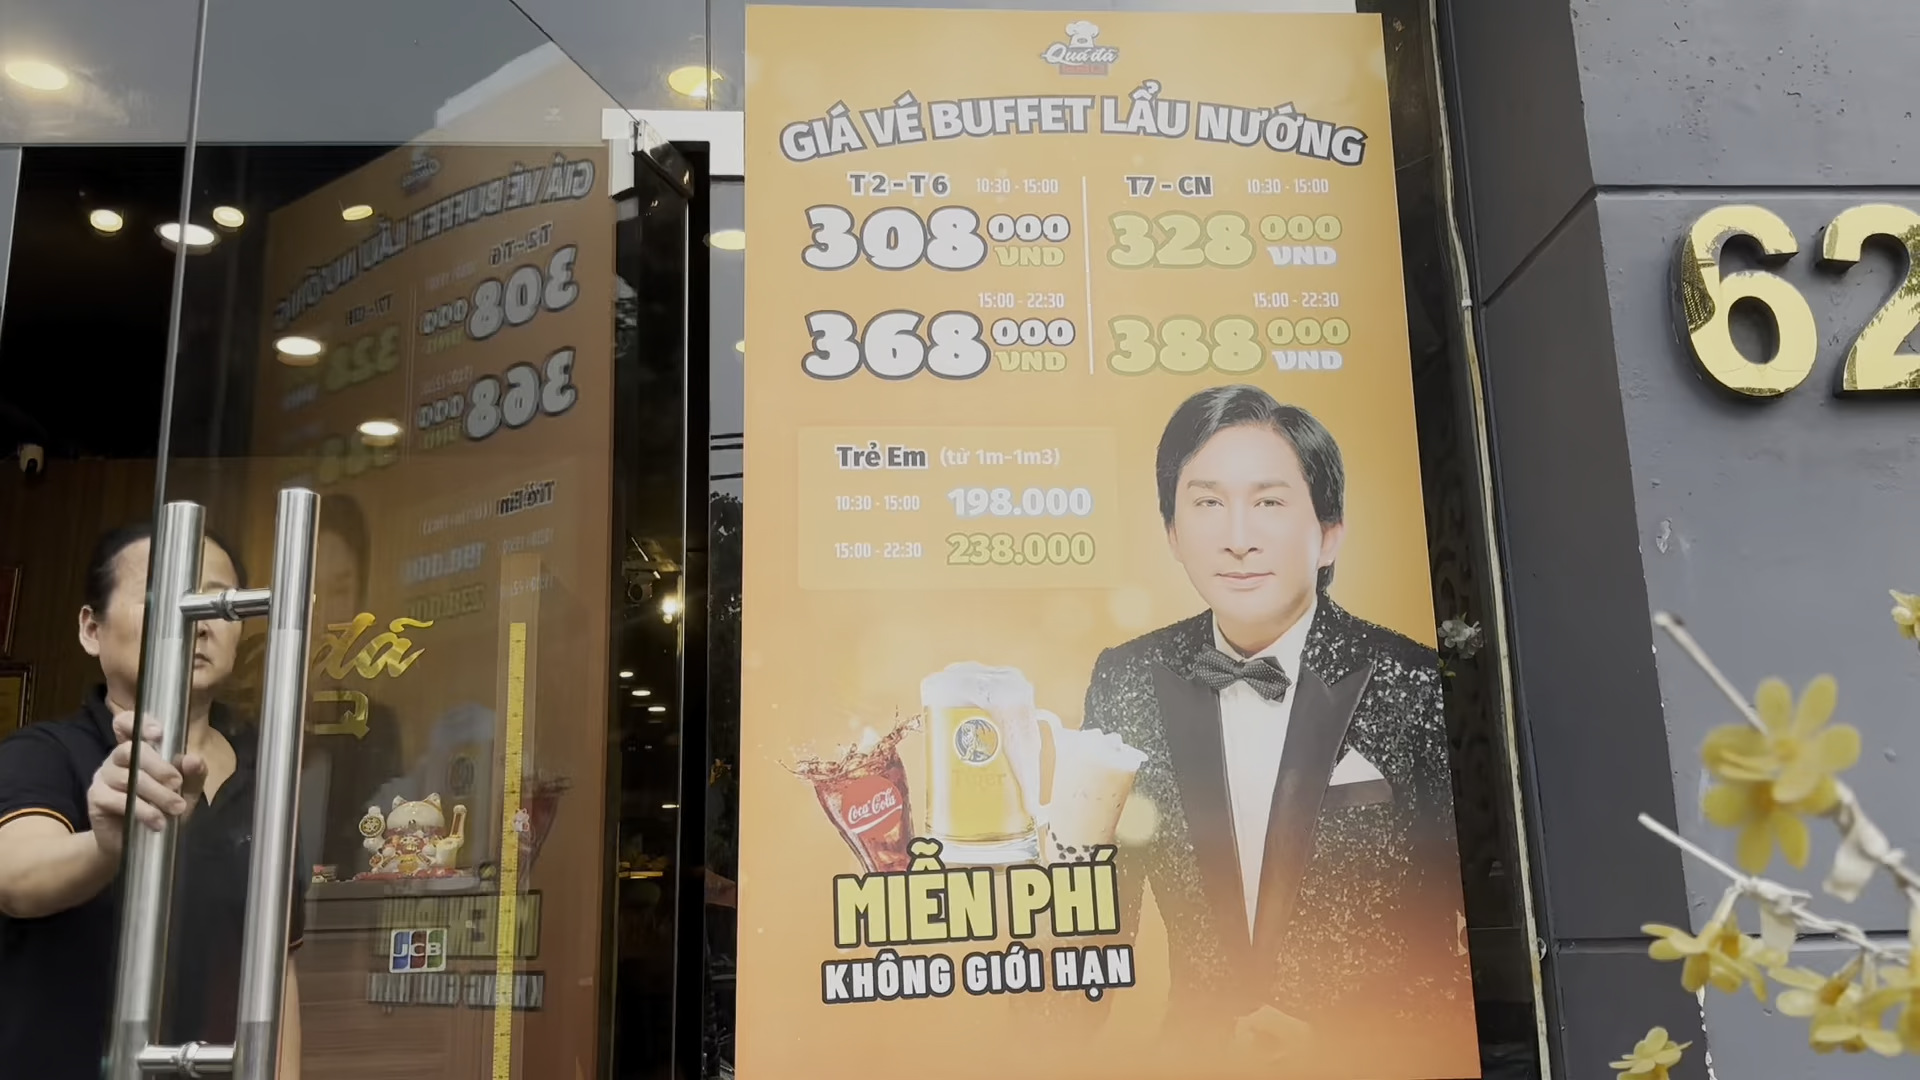 Quá đã
GIÁ VÉ BUFFET LẨU NƯỚNG
T2 - T6 10:30 - 15:00
308 000 VND
15:00 - 22:30
368 000 VND
T7 - CN 10:30 - 15:00
328 000 VND
15:00 - 22:30
388 000 VND
Trẻ Em (từ 1m-1m3)
10:30 - 15:00 198.000
15:00 - 22:30 238.000
Coca-Cola
Tiger
MIỄN PHÍ
KHÔNG GIỚI HẠN
62
đã
Q
JCB